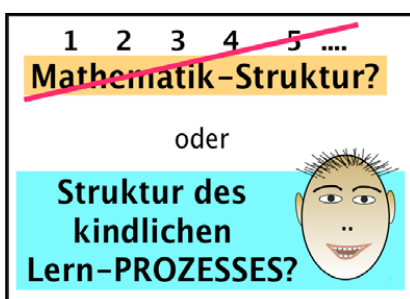 1 2 3 4 5 ....
Mathematik-Struktur?
oder
Struktur des
kindlichen
Lern-PROZESSES?